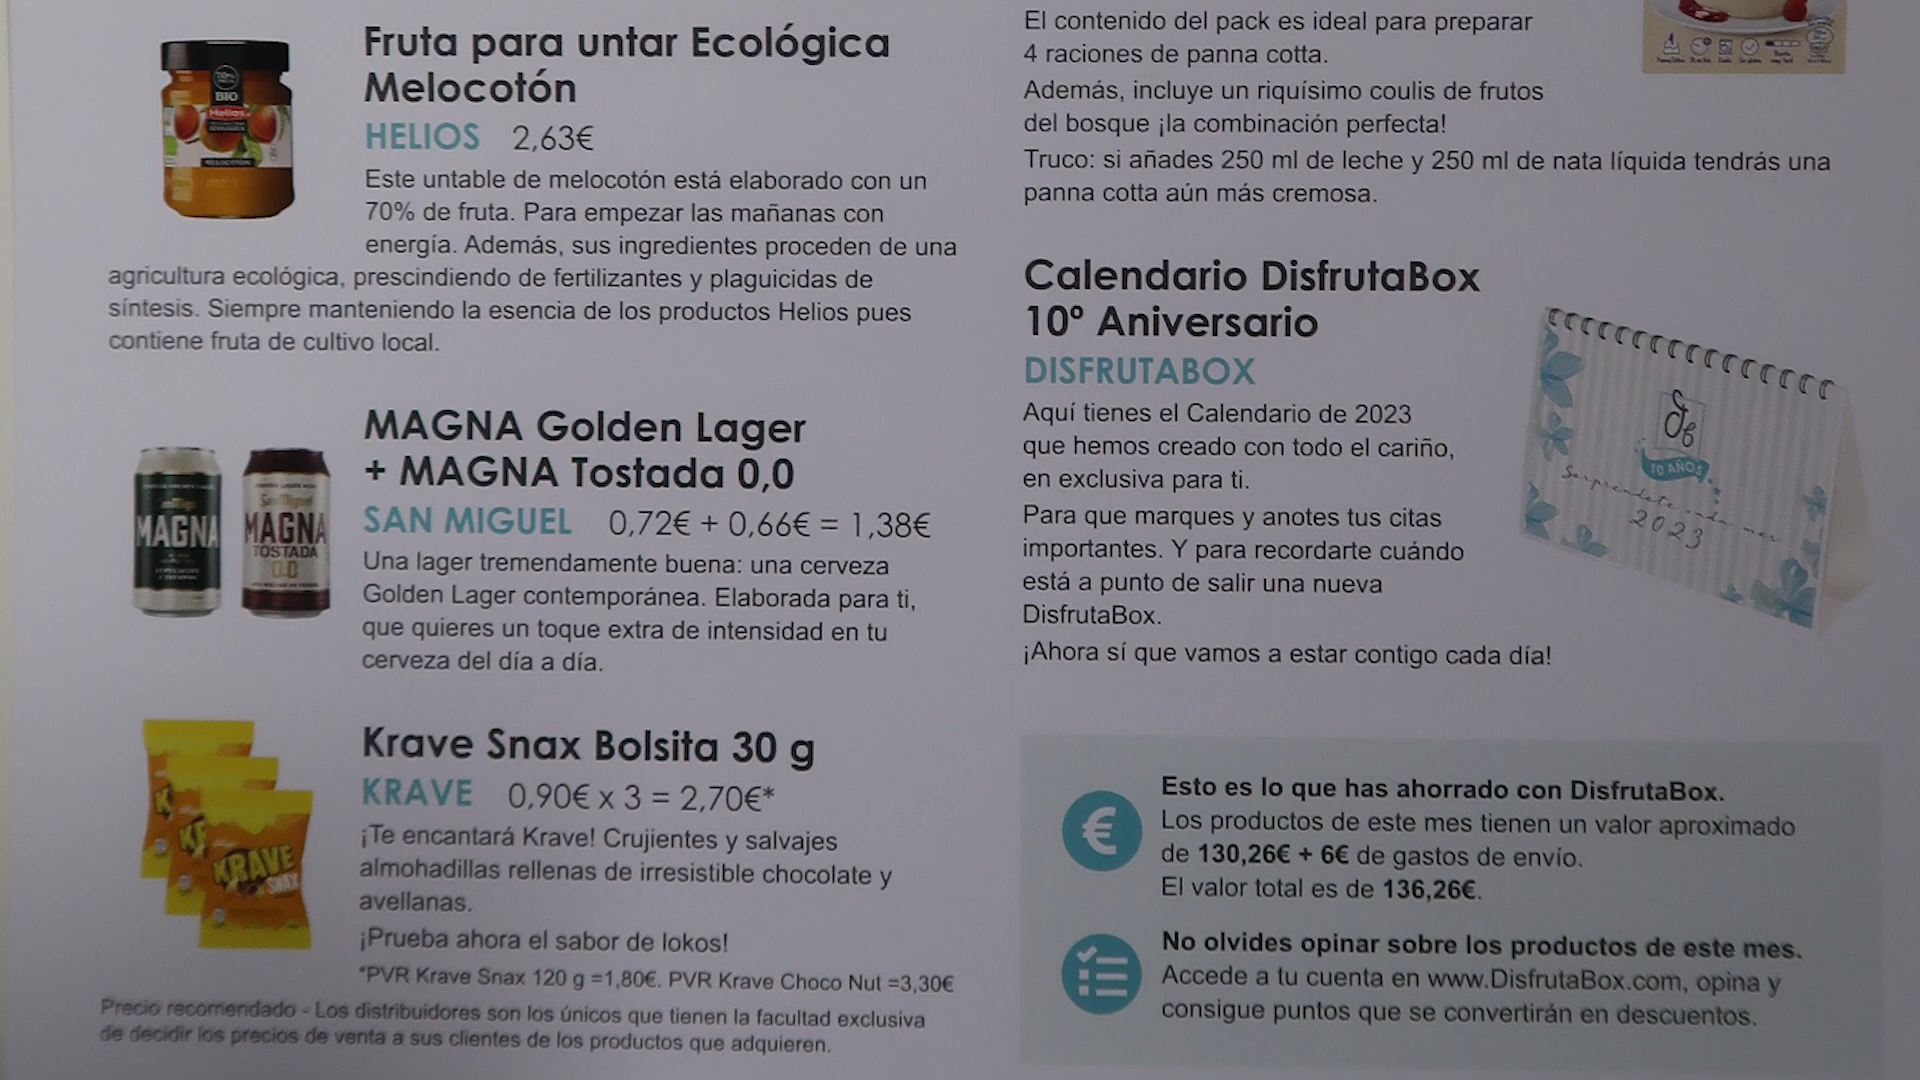 Fruta para untar Ecológica
Melocotón
HELIOS 2,63€
Este untable de melocotón está elaborado con un
70% de fruta. Para empezar las mañanas con
energía. Además, sus ingredientes proceden de una
agricultura ecológica, prescindiendo de fertilizantes y plaguicidas de
síntesis. Siempre manteniendo la esencia de los productos Helios pues
contiene fruta de cultivo local.
70%
BIO
Helios
MELOCOTÓN
MAGNA Golden Lager
+ MAGNA Tostada 0,0
SAN MIGUEL 0,72€ + 0,66€ = 1,38€
Una lager tremendamente buena: una cerveza
Golden Lager contemporánea. Elaborada para ti,
que quieres un toque extra de intensidad en tu
cerveza del día a día.
MAGNA
San Miguel
MAGNA
TOSTADA
0,0
Krave Snax Bolsita 30 g
KRAVE 0,90€ x 3 = 2,70€*
¡Te encantará Krave! Crujientes y salvajes
almohadillas rellenas de irresistible chocolate y
avellanas.
¡Prueba ahora el sabor de lokos!
*PVR Krave Snax 120 g =1,80€. PVR Krave Choco Nut =3,30€
KRAVE
SNAX
Precio recomendado - Los distribuidores son los únicos que tienen la facultad exclusiva
de decidir los precios de venta a sus clientes de los productos que adquieren.
El contenido del pack es ideal para preparar
4 raciones de panna cotta.
Además, incluye un riquísimo coulis de frutos
del bosque ¡la combinación perfecta!
Truco: si añades 250 ml de leche y 250 ml de nata líquida tendrás una
panna cotta aún más cremosa.
Calendario DisfrutaBox
10º Aniversario
DISFRUTABOX
Aquí tienes el Calendario de 2023
que hemos creado con todo el cariño,
en exclusiva para ti.
Para que marques y anotes tus citas
importantes. Y para recordarte cuándo
está a punto de salir una nueva
DisfrutaBox.
¡Ahora sí que vamos a estar contigo cada día!
10 AÑOS
Sorpréndete cada mes
2023
€
Esto es lo que has ahorrado con DisfrutaBox.
Los productos de este mes tienen un valor aproximado
de 130,26€ + 6€ de gastos de envío.
El valor total es de 136,26€.
No olvides opinar sobre los productos de este mes.
Accede a tu cuenta en www.DisfrutaBox.com, opina y
consigue puntos que se convertirán en descuentos.